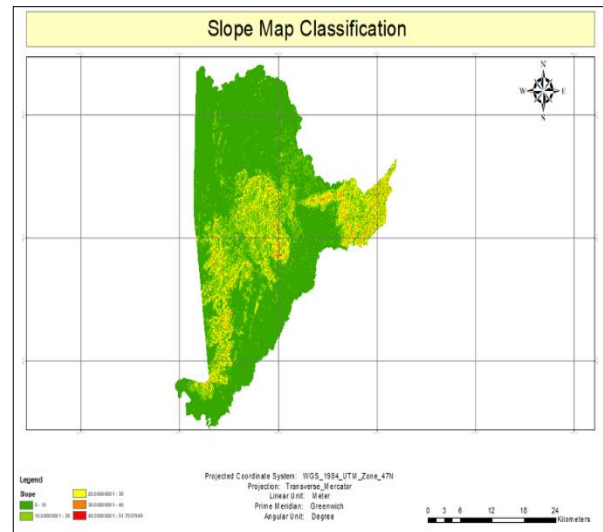 Slope Map Classification
N
W E
S
Legend
Slope
0 - 10
10.00000001 - 20
20.00000001 - 30
30.00000001 - 40
Projected Coordinate System: WGS_1984_UTM_Zone_47N
Projection: Transverse_Mercator
Linear Unit: Meter
Prime Meridian: Greenwich
Angular Unit: Degree
0 3 6 12 18 24
Kilometers